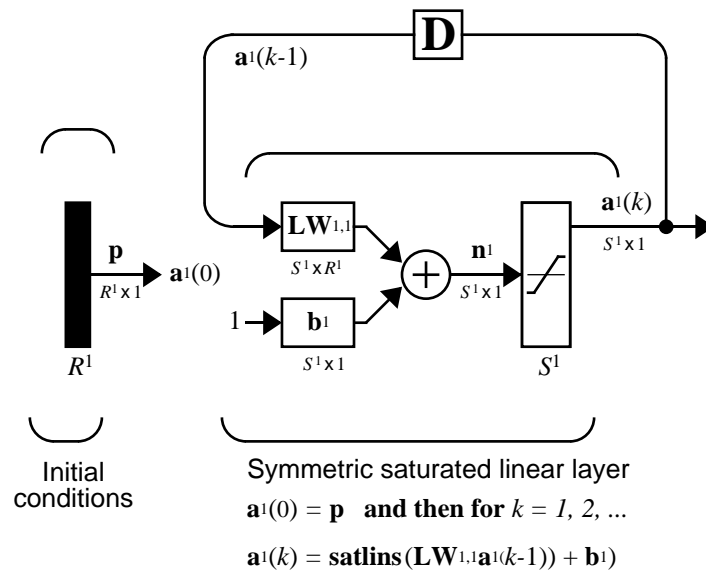 D
a¹(k-1)
a¹(k)
S¹ x 1
LW¹,¹
S¹ x R¹
p
R¹ x 1
a¹(0)
n¹
S¹ x 1
1
b¹
S¹ x 1
R¹
S¹
Initial
conditions
Symmetric saturated linear layer
a¹(0) = p and then for k = 1, 2, ...
a¹(k) = satlins (LW¹,¹a¹(k-1)) + b¹)